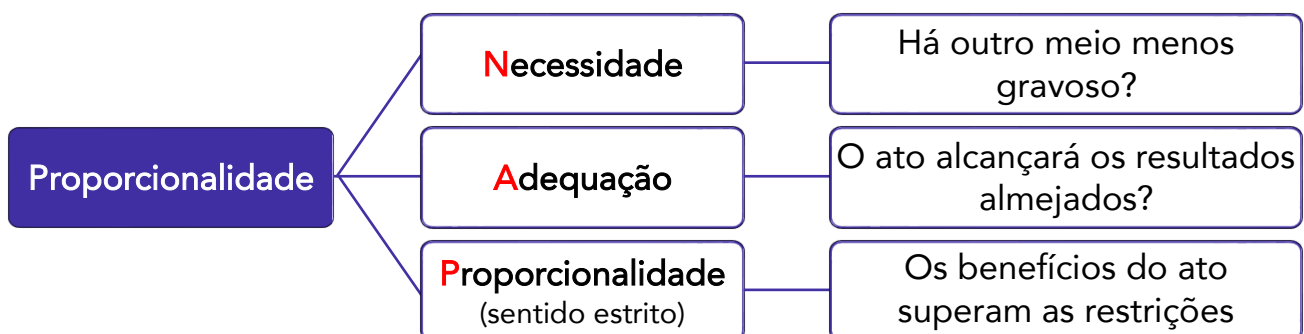 Proporcionalidade
Necessidade
Há outro meio menos
gravoso?
Adequação
O ato alcançará os resultados
almejados?
Proporcionalidade
(sentido estrito)
Os benefícios do ato
superam as restrições